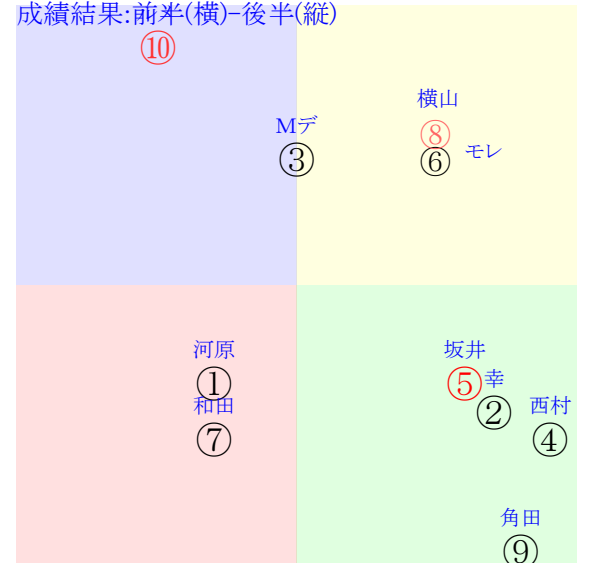 成績結果:前半(横)-後半(縦)
⑩
横山
Mデ
⑧
モレ
③
⑥
河原
坂井
①
⑤
幸
和田
②
西村
⑦
④
角田
⑨